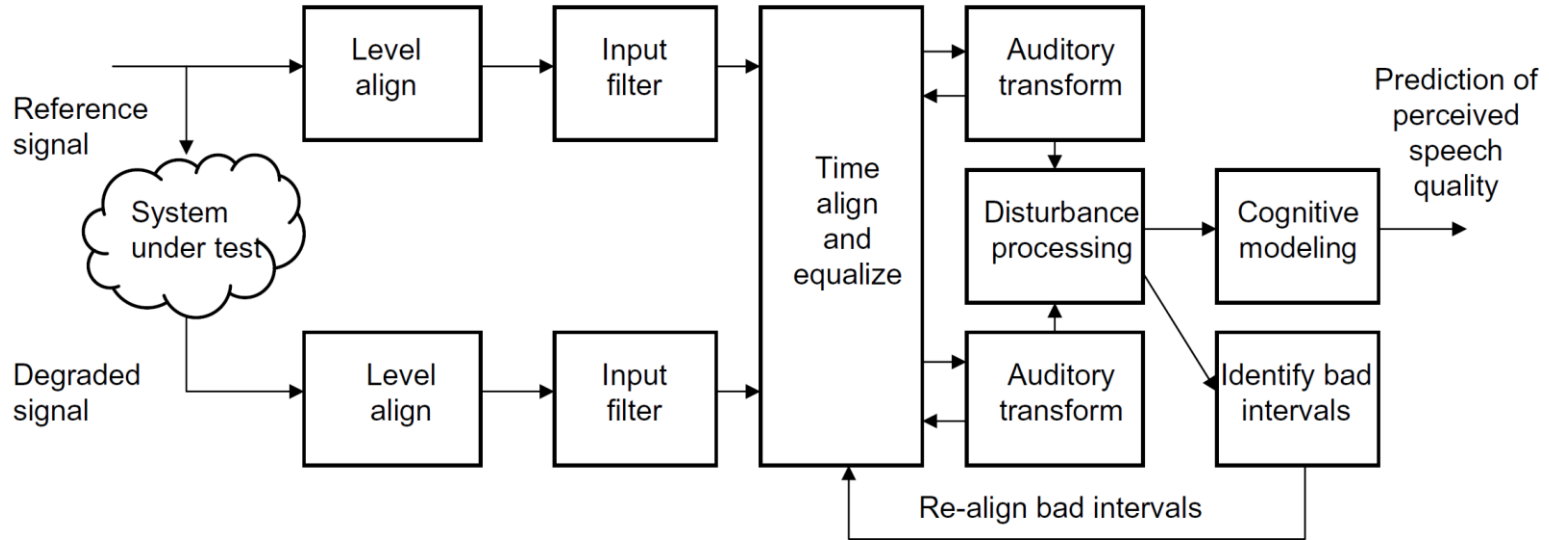 Reference
signal
System
under test
Degraded
signal
Level
align
Input
filter
Level
align
Input
filter
Time
align
and
equalize
Auditory
transform
Disturbance
processing
Auditory
transform
Cognitive
modeling
Identify bad
intervals
Prediction of
perceived
speech
quality
Re-align bad intervals